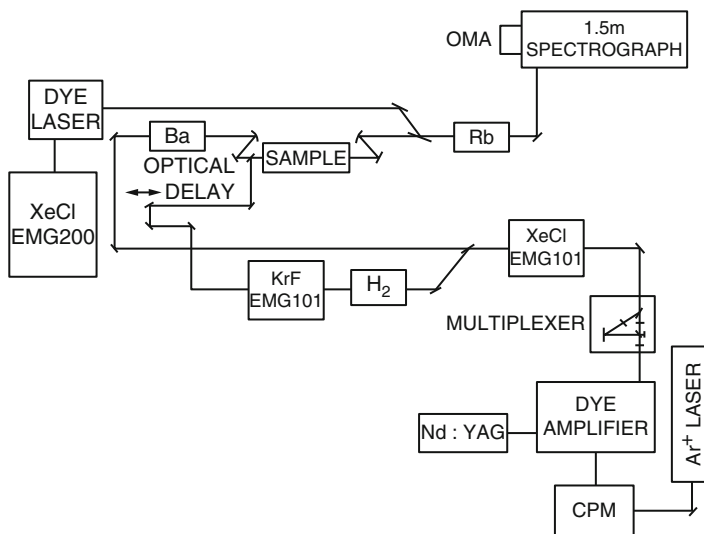 OMA
1.5m
SPECTROGRAPH
DYE
LASER
Ba
Rb
OPTICAL
DELAY
SAMPLE
XeCl
EMG200
XeCl
EMG101
KrF
EMG101
H₂
MULTIPLEXER
DYE
AMPLIFIER
Nd : YAG
Ar⁺ LASER
CPM